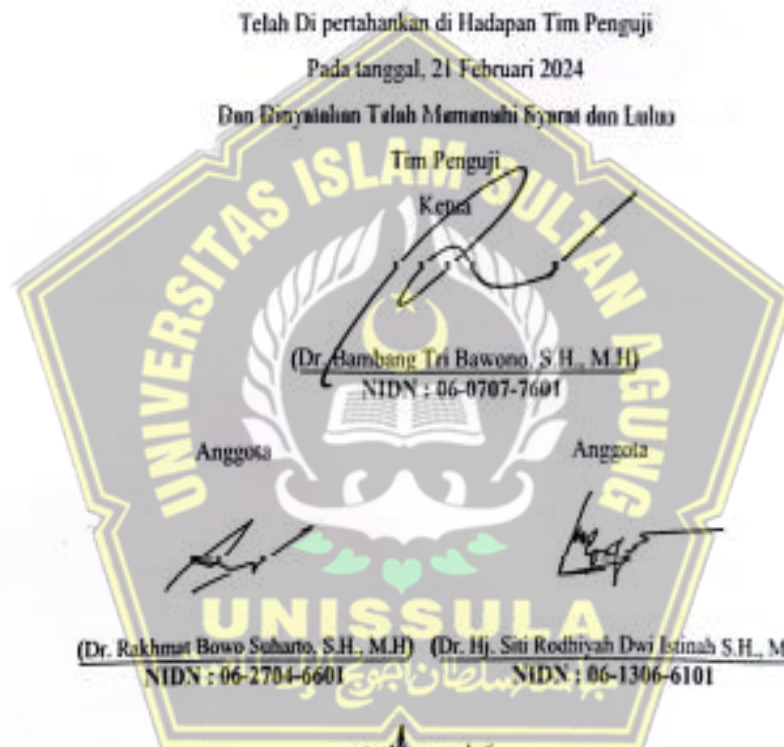 Telah Di pertahankan di Hadapan Tim Penguji
Pada tanggal, 21 Februari 2024
Dan Dinyatakan Telah Memenuhi Syarat dan Lulus
Tim Penguji
Ketua
UNIVERSITAS ISLAM SULTAN AGUNG
(Dr. Bambang Tri Bawono, S.H., M.H)
NIDN : 06-0707-7601
Anggota Anggota
UNISSULA
(Dr. Rakhmat Bowo Suharto, S.H., M.H) (Dr. Hj. Siti Rodhiyah Dwi Istinah S.H., M
NIDN : 06-2704-6601 NIDN : 06-1306-6101